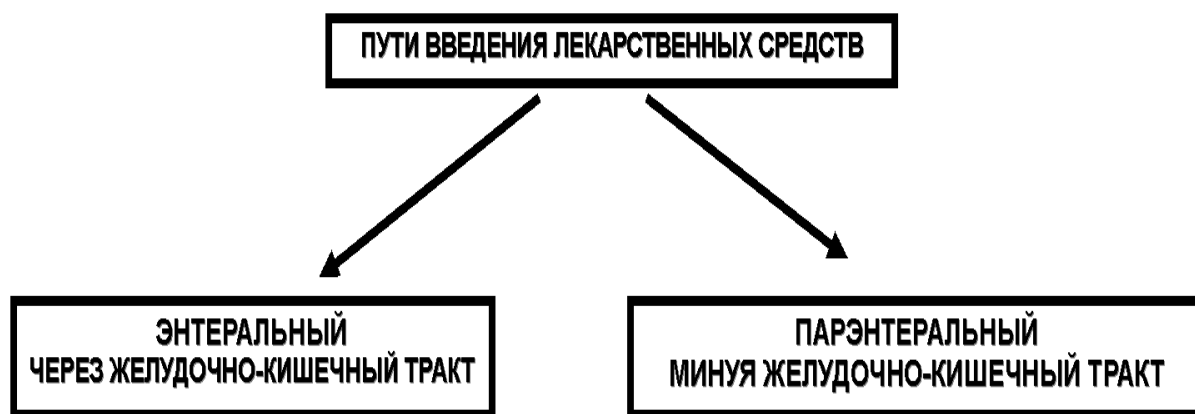 ПУТИ ВВЕДЕНИЯ ЛЕКАРСТВЕННЫХ СРЕДСТВ
ЭНТЕРАЛЬНЫЙ
ЧЕРЕЗ ЖЕЛУДОЧНО-КИШЕЧНЫЙ ТРАКТ
ПАРЭНТЕРАЛЬНЫЙ
МИНУЯ ЖЕЛУДОЧНО-КИШЕЧНЫЙ ТРАКТ